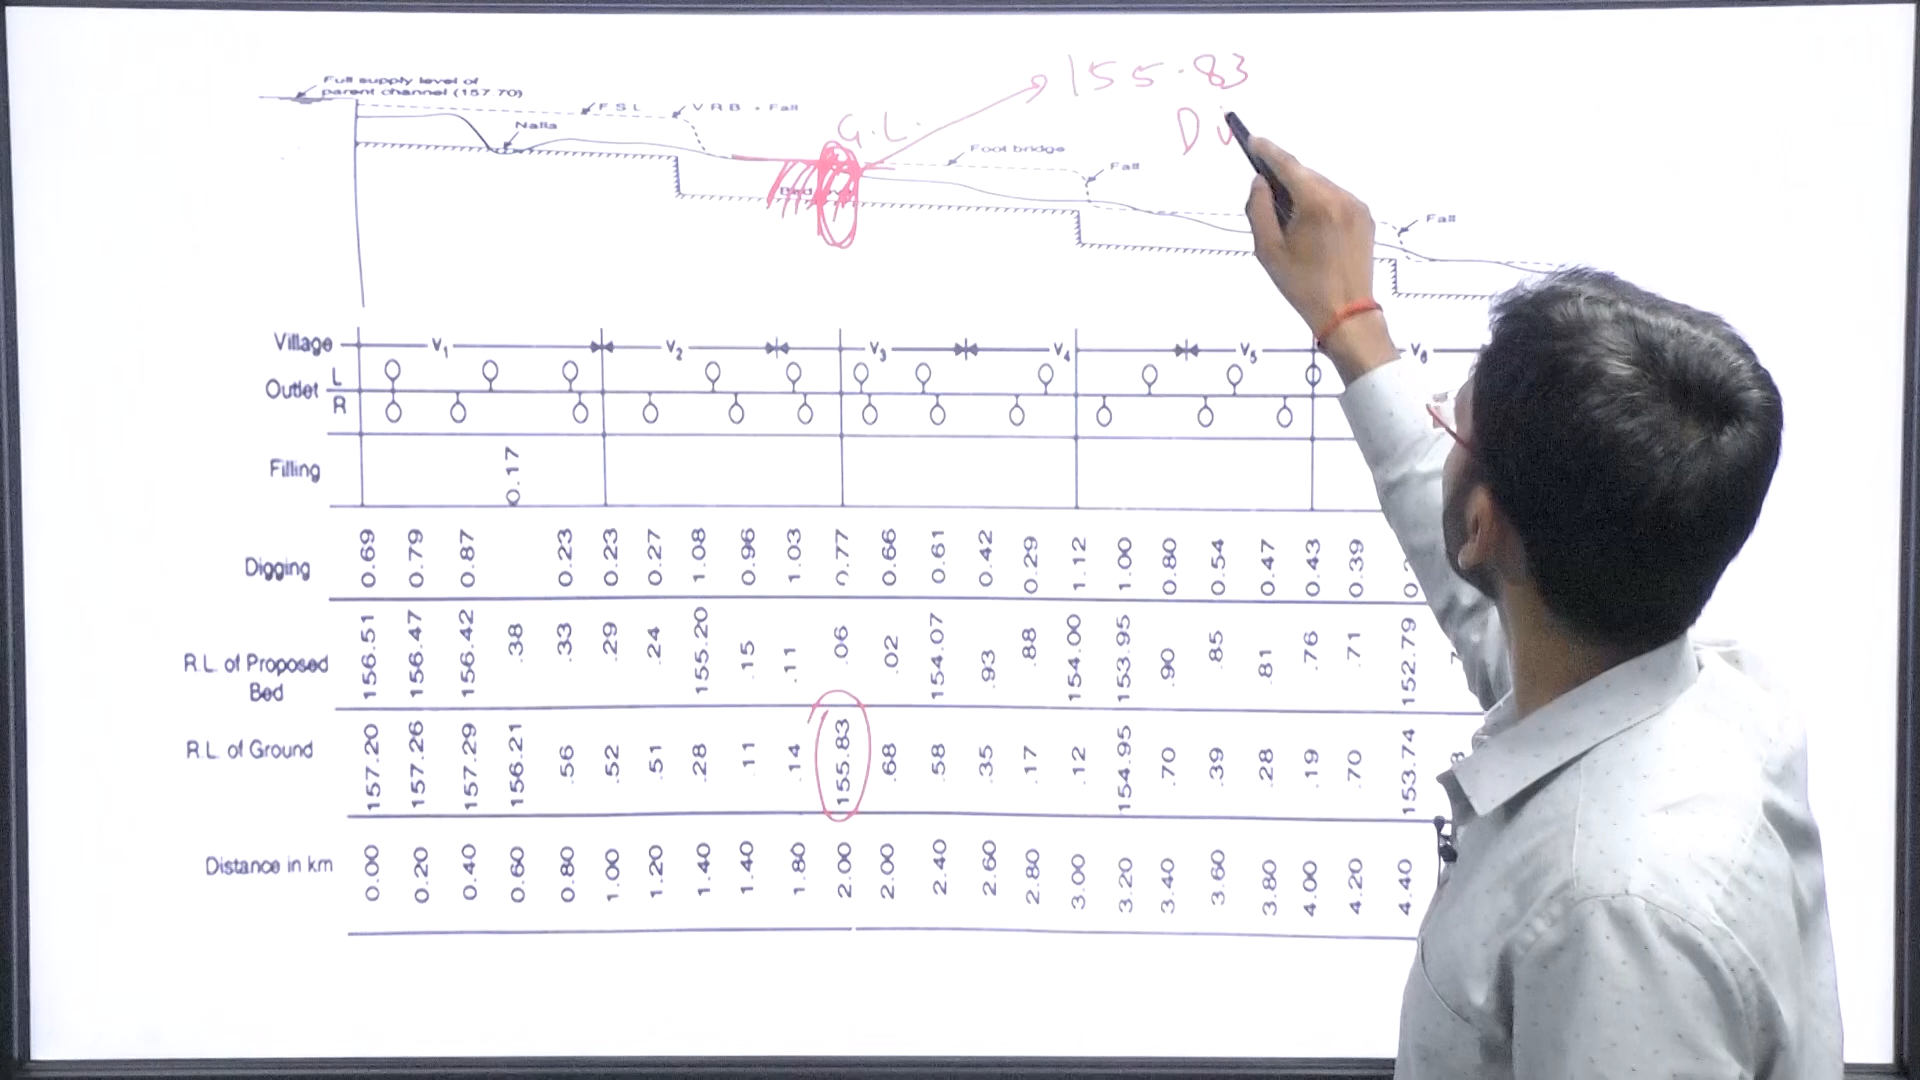 155.83
Full supply level of
parent channel (157.70)
F S L
V R B + Fall
G.L.
Di
Nalla
Foot bridge
Fall
Fall
Village V₁ V₂ V₃ V₄ V₅ V₆
Outlet L
R
Filling 0.17
Digging 0.69 0.79 0.87 0.23 0.23 0.27 1.08 0.96 1.03 0.77 0.66 0.61 0.42 0.29 1.12 1.00 0.80 0.54 0.47 0.43 0.39
R.L. of Proposed Bed 156.51 156.47 156.42 .38 .33 .29 .24 155.20 .15 .11 .06 .02 154.07 .93 .88 154.00 153.95 .90 .85 .81 .76 .71 152.79
R.L. of Ground 157.20 157.26 157.29 156.21 .56 .52 .51 .28 .11 .14 155.83 .68 .58 .35 .17 .12 154.95 .70 .39 .28 .19 .70 153.74
Distance in km 0.00 0.20 0.40 0.60 0.80 1.00 1.20 1.40 1.40 1.80 2.00 2.00 2.40 2.60 2.80 3.00 3.20 3.40 3.60 3.80 4.00 4.20 4.40